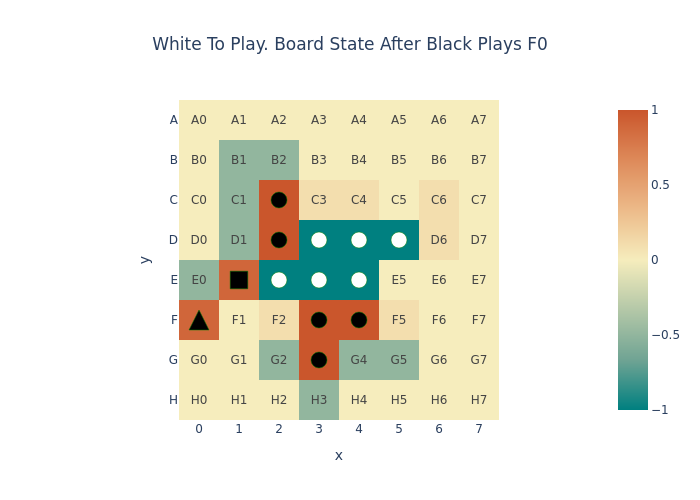 White To Play. Board State After Black Plays F0
A A0 A1 A2 A3 A4 A5 A6 A7
B B0 B1 B2 B3 B4 B5 B6 B7
C C0 C1 C3 C4 C5 C6 C7
D D0 D1 D6 D7
E E0 E5 E6 E7
F F1 F2 F5 F6 F7
G G0 G1 G2 G4 G5 G6 G7
H H0 H1 H2 H3 H4 H5 H6 H7
0 1 2 3 4 5 6 7
x
y
1
0.5
0
−0.5
−1